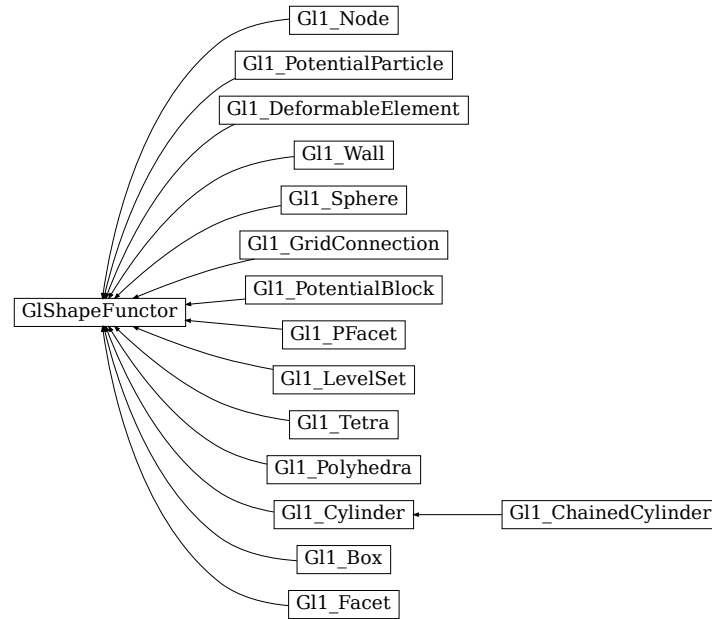 Gl1_Node
Gl1_PotentialParticle
Gl1_DeformableElement
Gl1_Wall
Gl1_Sphere
Gl1_GridConnection
Gl1_PotentialBlock
GlShapeFunctor
Gl1_PFacet
Gl1_LevelSet
Gl1_Tetra
Gl1_Polyhedra
Gl1_Cylinder
Gl1_ChainedCylinder
Gl1_Box
Gl1_Facet